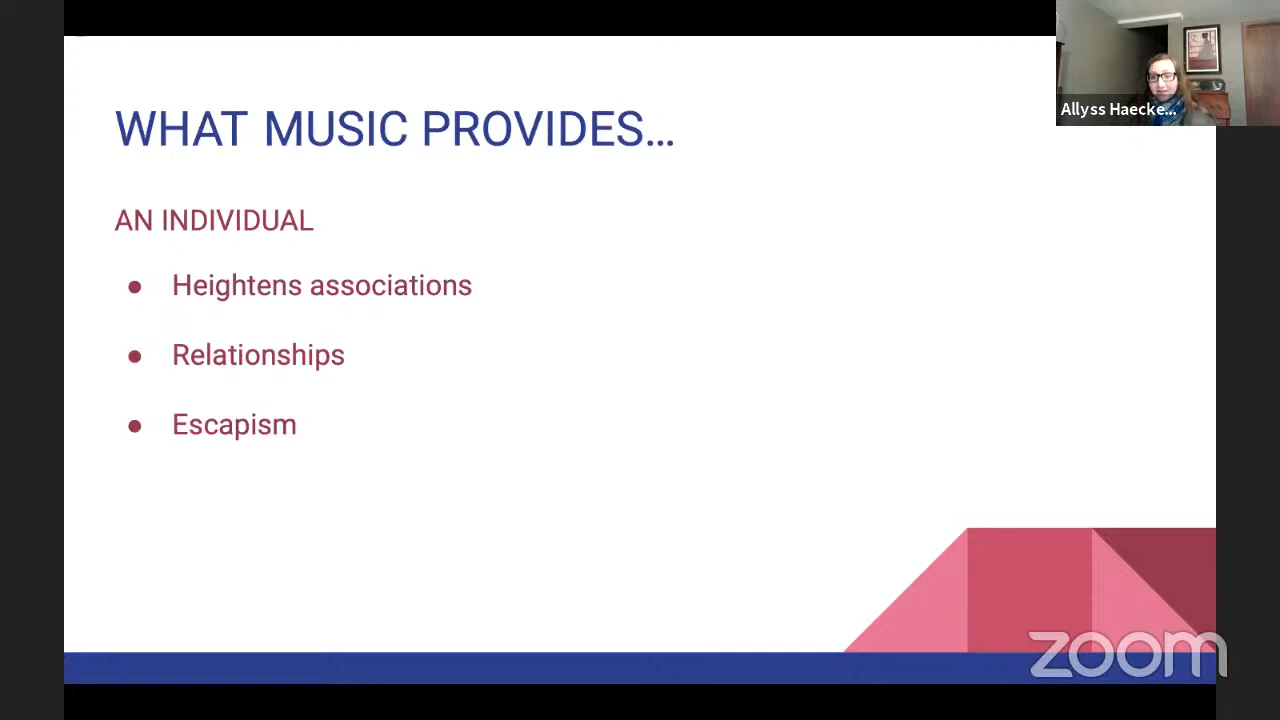 WHAT MUSIC PROVIDES…
AN INDIVIDUAL
● Heightens associations
● Relationships
● Escapism
Allyss Haecke...
zoom